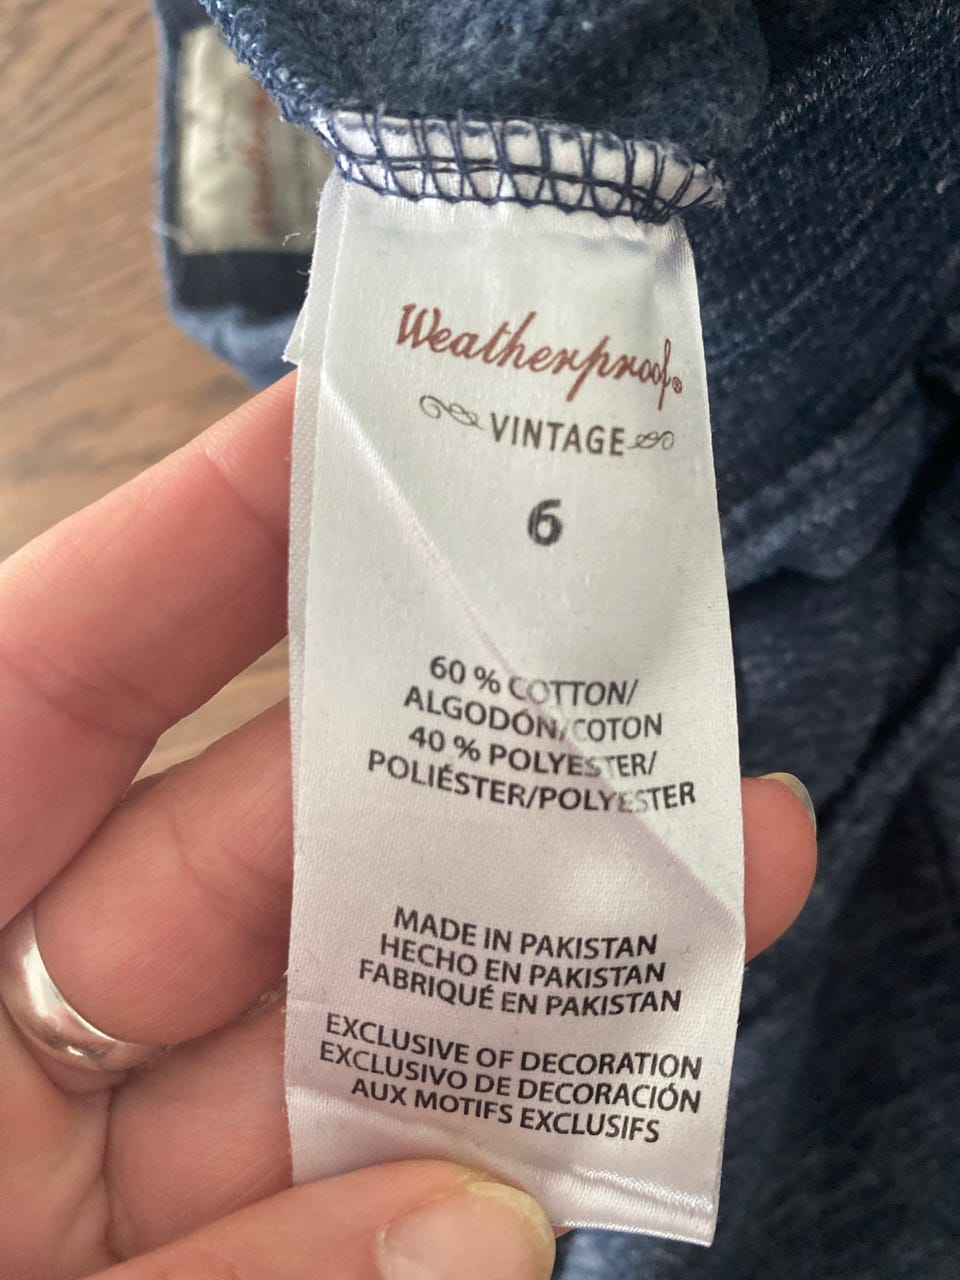 Weatherproof®
VINTAGE
6
60 % COTTON/
ALGODÓN/COTON
40 % POLYESTER/
POLIÉSTER/POLYESTER
MADE IN PAKISTAN
HECHO EN PAKISTAN
FABRIQUÉ EN PAKISTAN
EXCLUSIVE OF DECORATION
EXCLUSIVO DE DECORACIÓN
AUX MOTIFS EXCLUSIFS